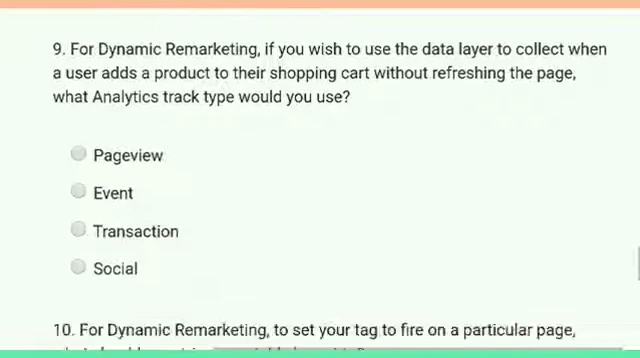 9. For Dynamic Remarketing, if you wish to use the data layer to collect when
a user adds a product to their shopping cart without refreshing the page,
what Analytics track type would you use?
Pageview
Event
Transaction
Social
10. For Dynamic Remarketing, to set your tag to fire on a particular page,